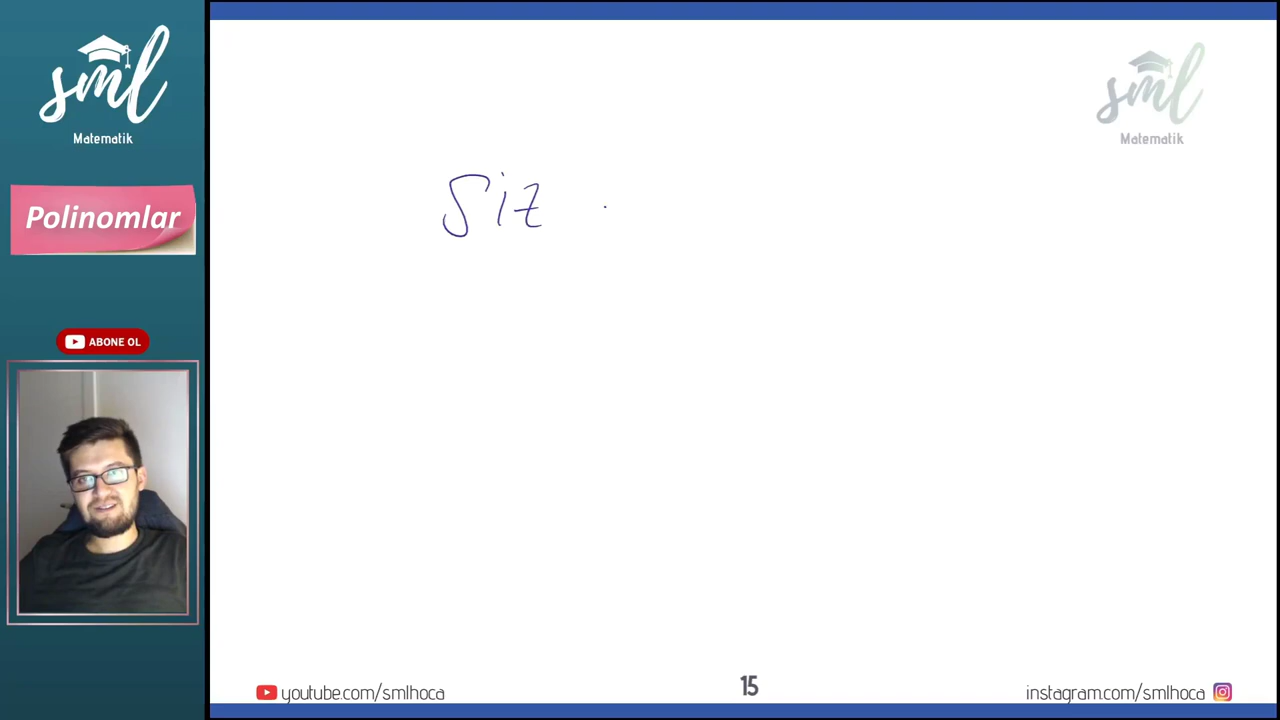 sml
Matematik
Polinomlar
ABONE OL
sml
Matematik
Siz
youtube.com/smlhoca
15
instagram.com/smlhoca